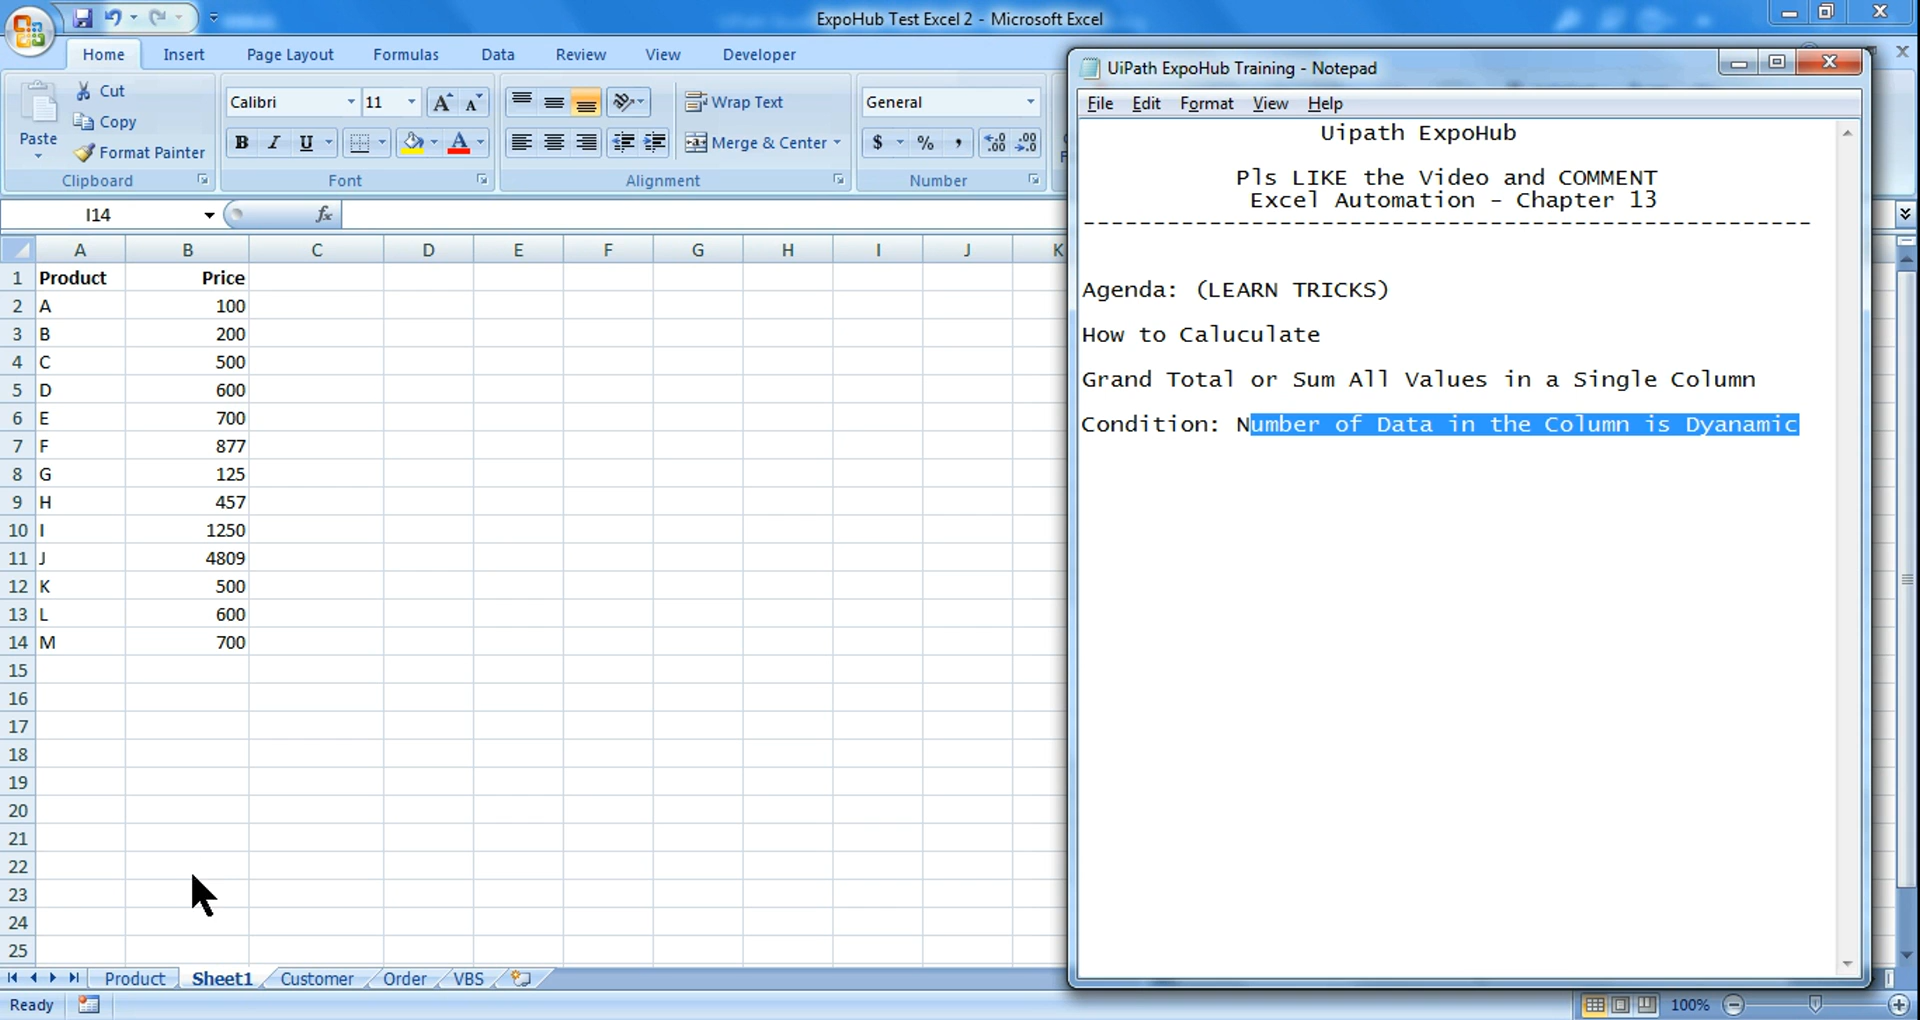 ExpoHub Test Excel 2 - Microsoft Excel
Home Insert Page Layout Formulas Data Review View Developer
Paste
Cut
Copy
Format Painter
Clipboard
Calibri 11
B I U
Font
Wrap Text
Merge & Center
Alignment
General
$ % ,
Number
I14
fx
A B C D E F G H I J K
1 Product Price
2 A 100
3 B 200
4 C 500
5 D 600
6 E 700
7 F 877
8 G 125
9 H 457
10 I 1250
11 J 4809
12 K 500
13 L 600
14 M 700
15
16
17
18
19
20
21
22
23
24
25
Product Sheet1 Customer Order VBS
Ready
100%
UiPath ExpoHub Training - Notepad
File Edit Format View Help
Uipath ExpoHub
Pls LIKE the Video and COMMENT
Excel Automation - Chapter 13
----------------------------------------------------
Agenda: (LEARN TRICKS)
How to Caluculate
Grand Total or Sum All Values in a Single Column
Condition: Number of Data in the Column is Dyanamic